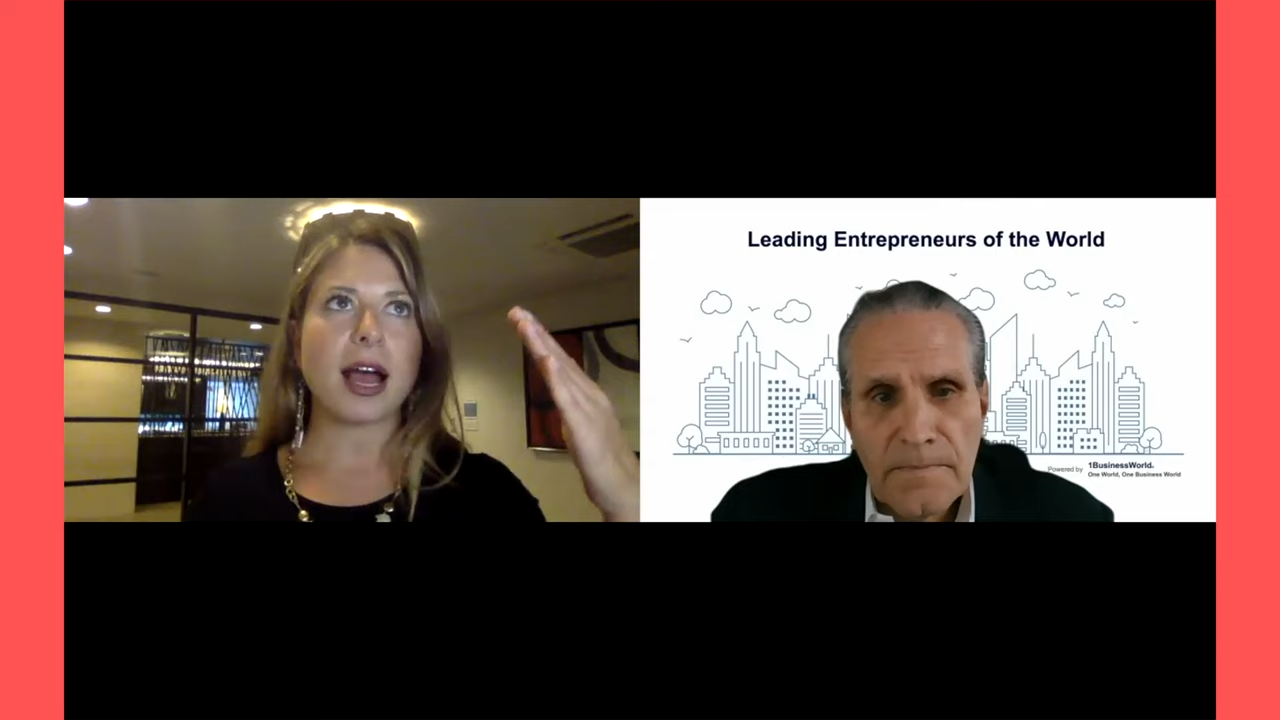 Leading Entrepreneurs of the World
Powered by
1BusinessWorld.
One World, One Business World